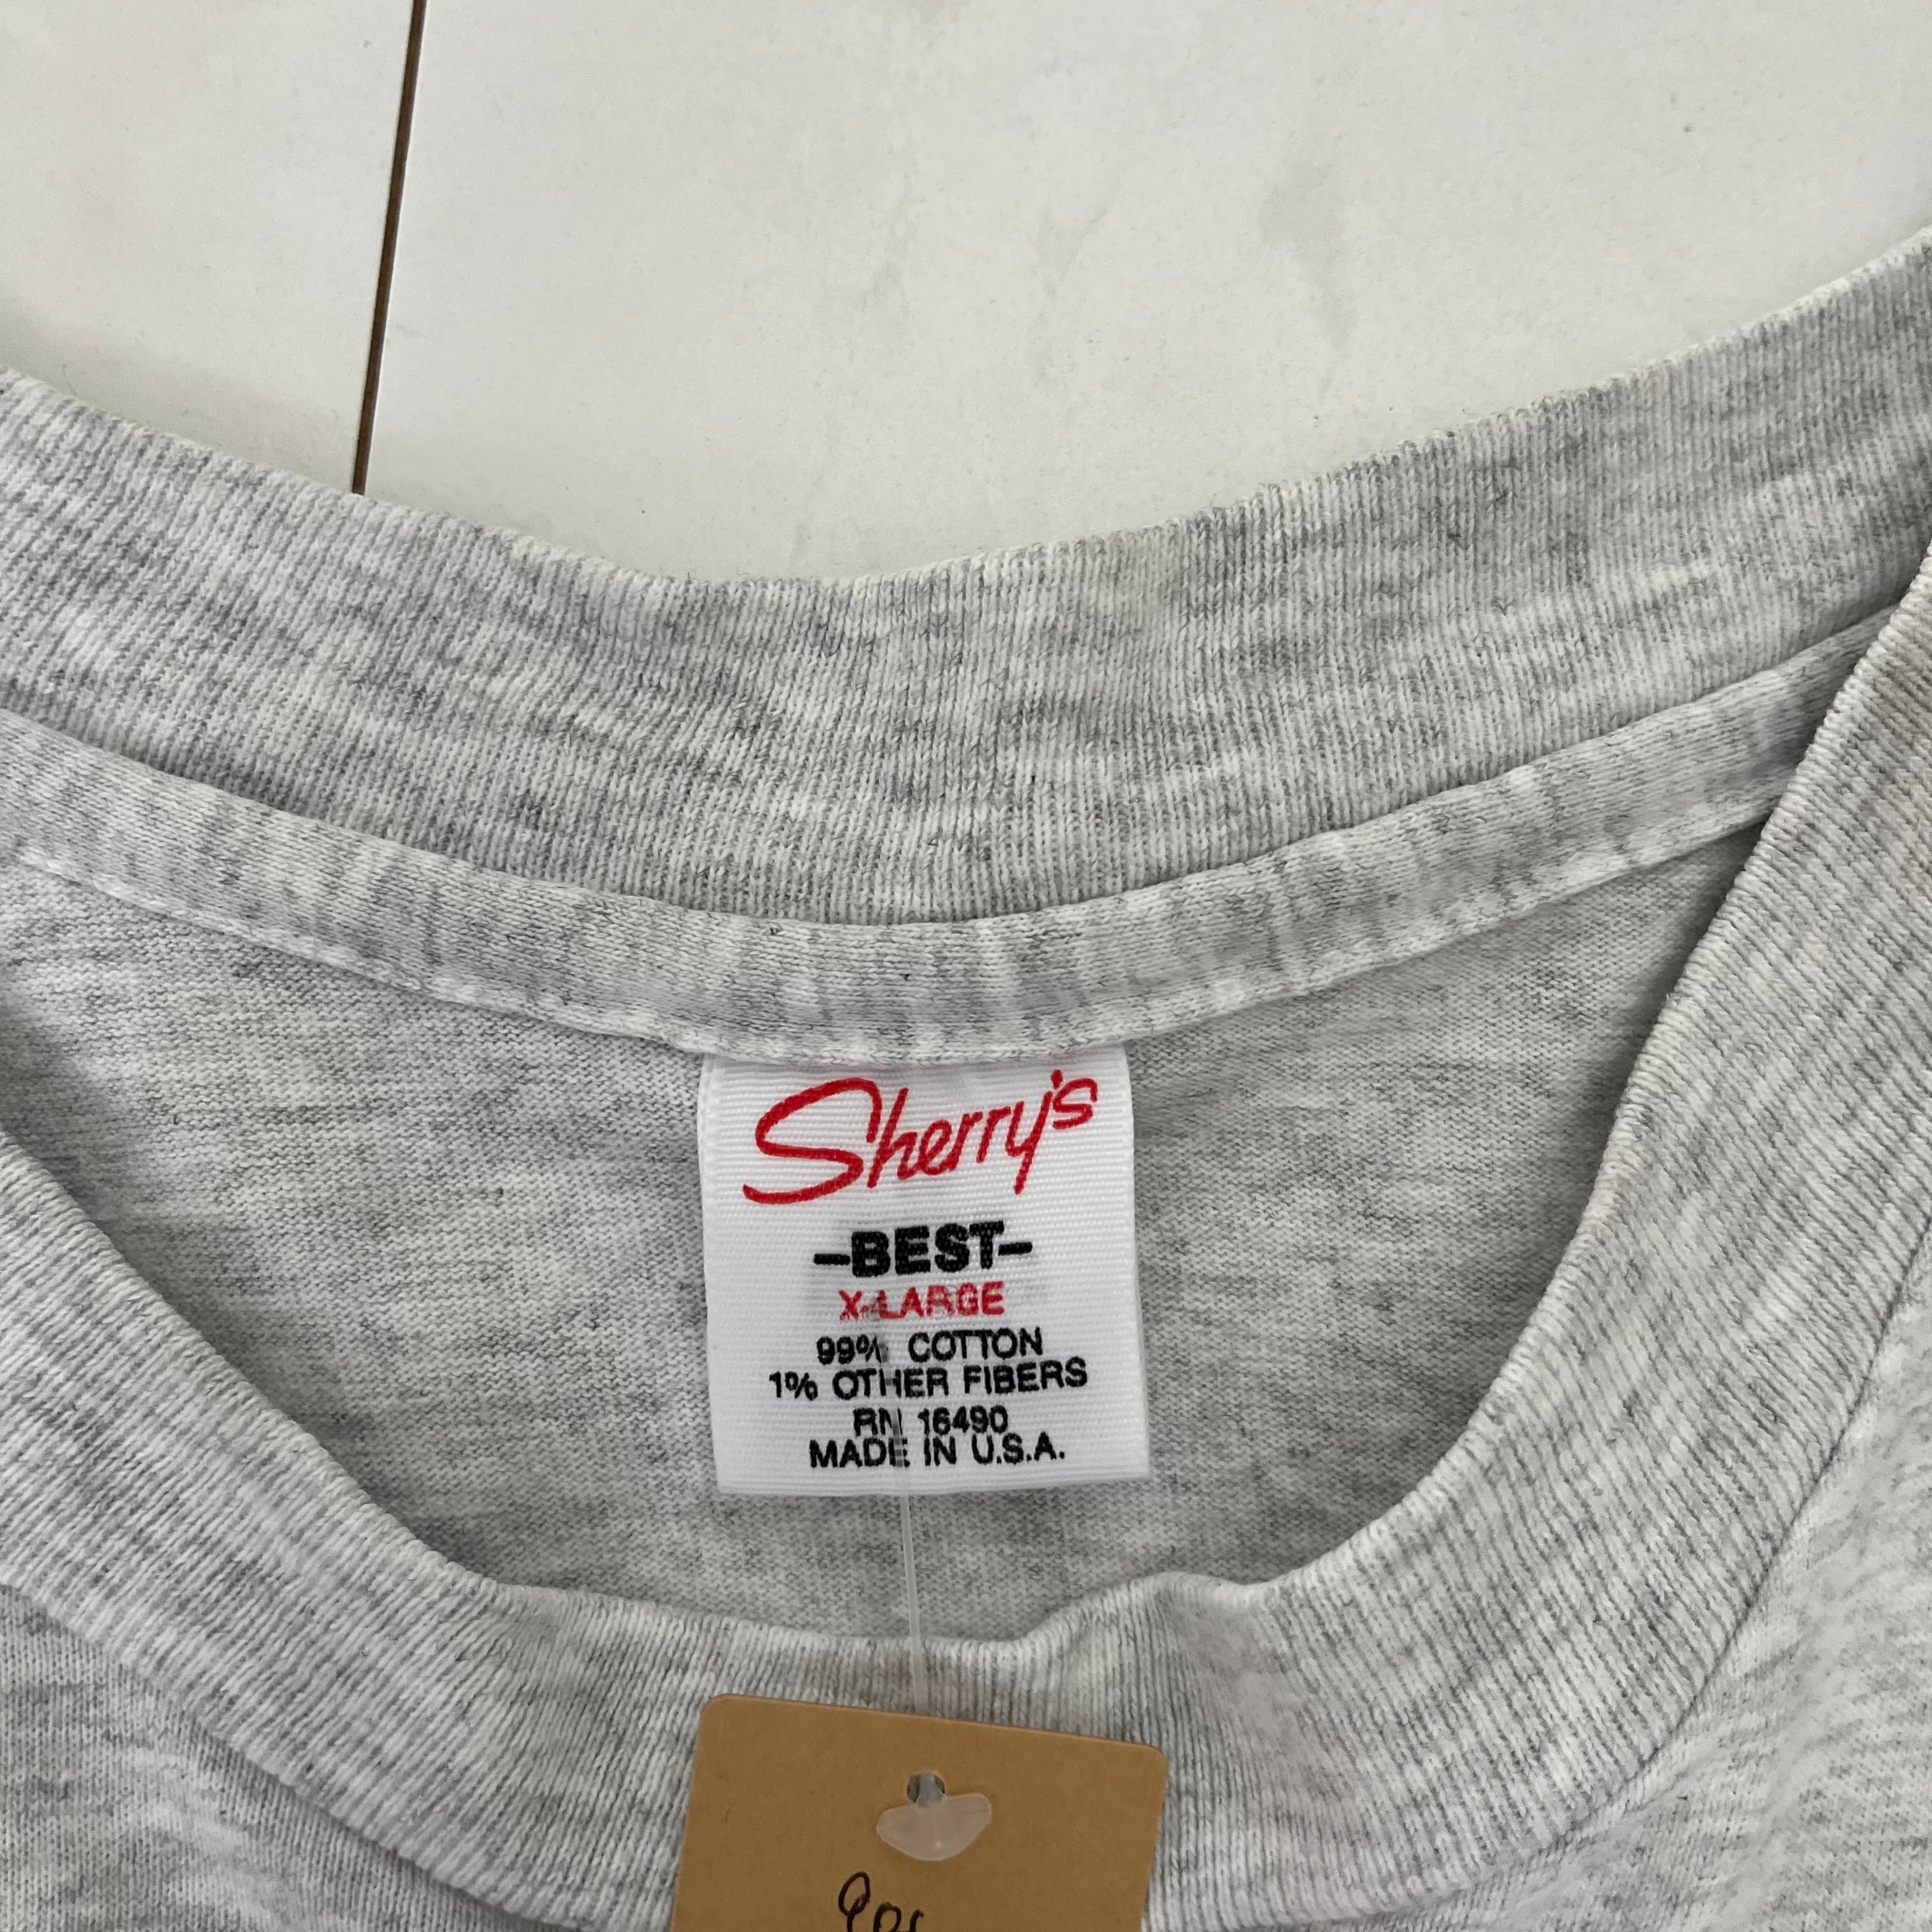 Sherry's
-BEST-
X-LARGE
99% COTTON
1% OTHER FIBERS
RN 16490
MADE IN U.S.A.